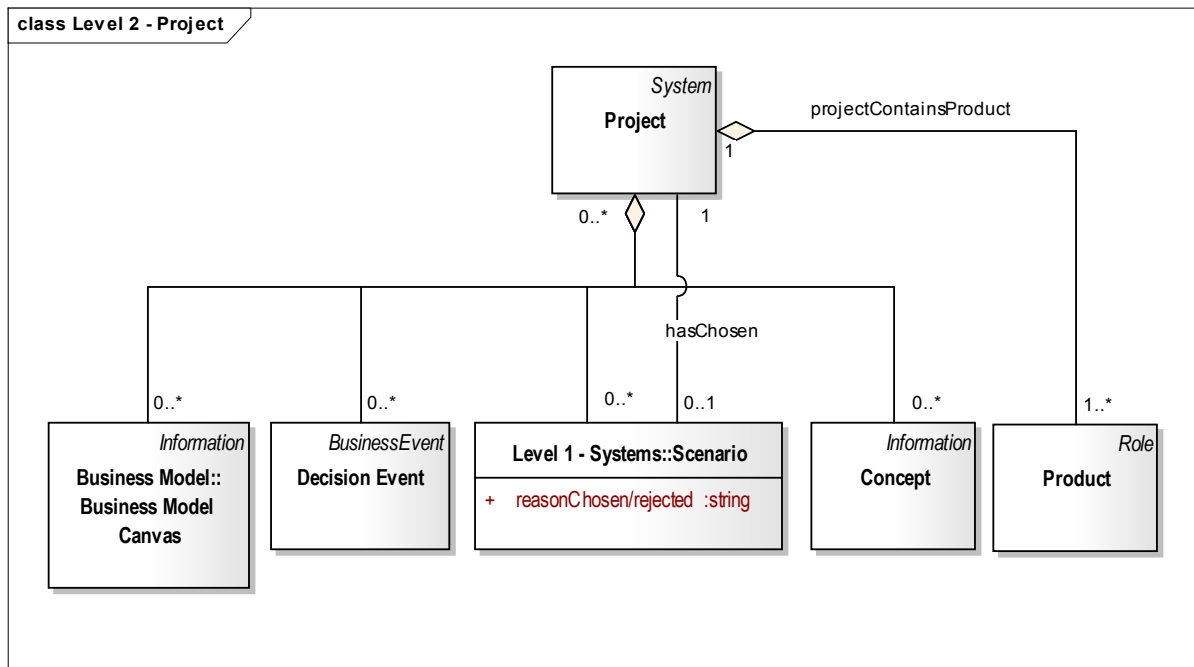 class Level 2 - Project
System
Project
projectContainsProduct
1
0..*
1
hasChosen
0..*
0..*
0..*
0..1
0..*
1..*
Information
Business Model::
Business Model
Canvas
BusinessEvent
Decision Event
Level 1 - Systems::Scenario
+ reasonChosen/rejected :string
Information
Concept
Role
Product